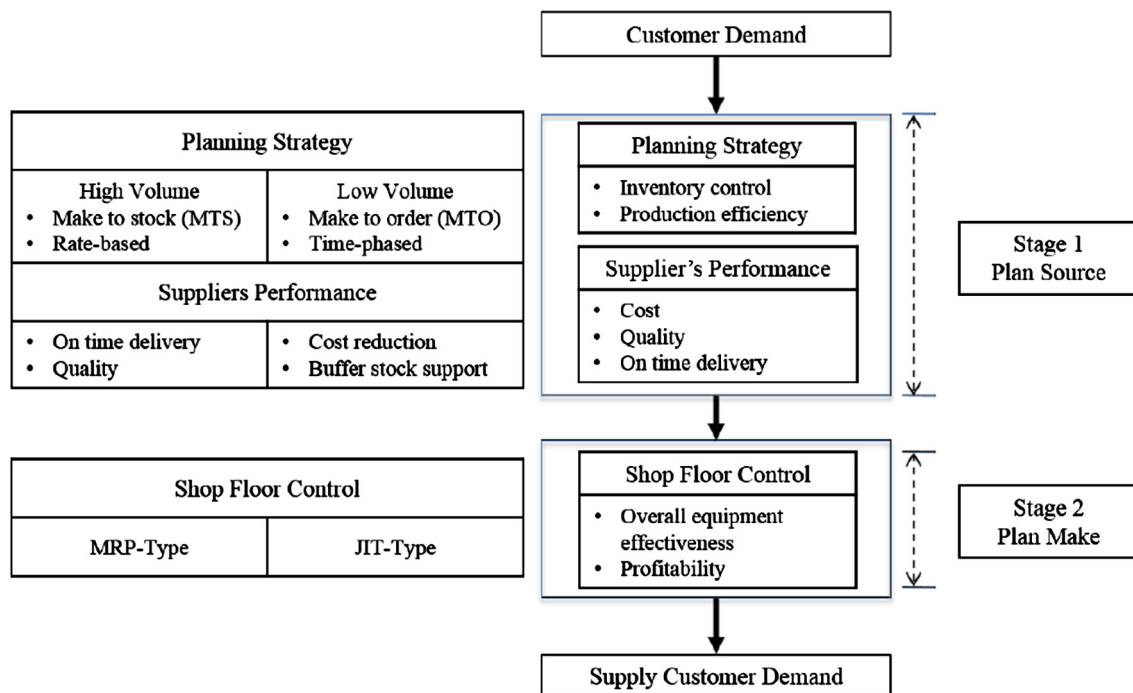 Customer Demand
Planning Strategy
High Volume
• Make to stock (MTS)
• Rate-based
Low Volume
• Make to order (MTO)
• Time-phased
Suppliers Performance
• On time delivery
• Quality
• Cost reduction
• Buffer stock support
Planning Strategy
• Inventory control
• Production efficiency
Supplier’s Performance
• Cost
• Quality
• On time delivery
Stage 1
Plan Source
Shop Floor Control
MRP-Type
JIT-Type
Shop Floor Control
• Overall equipment
effectiveness
• Profitability
Stage 2
Plan Make
Supply Customer Demand